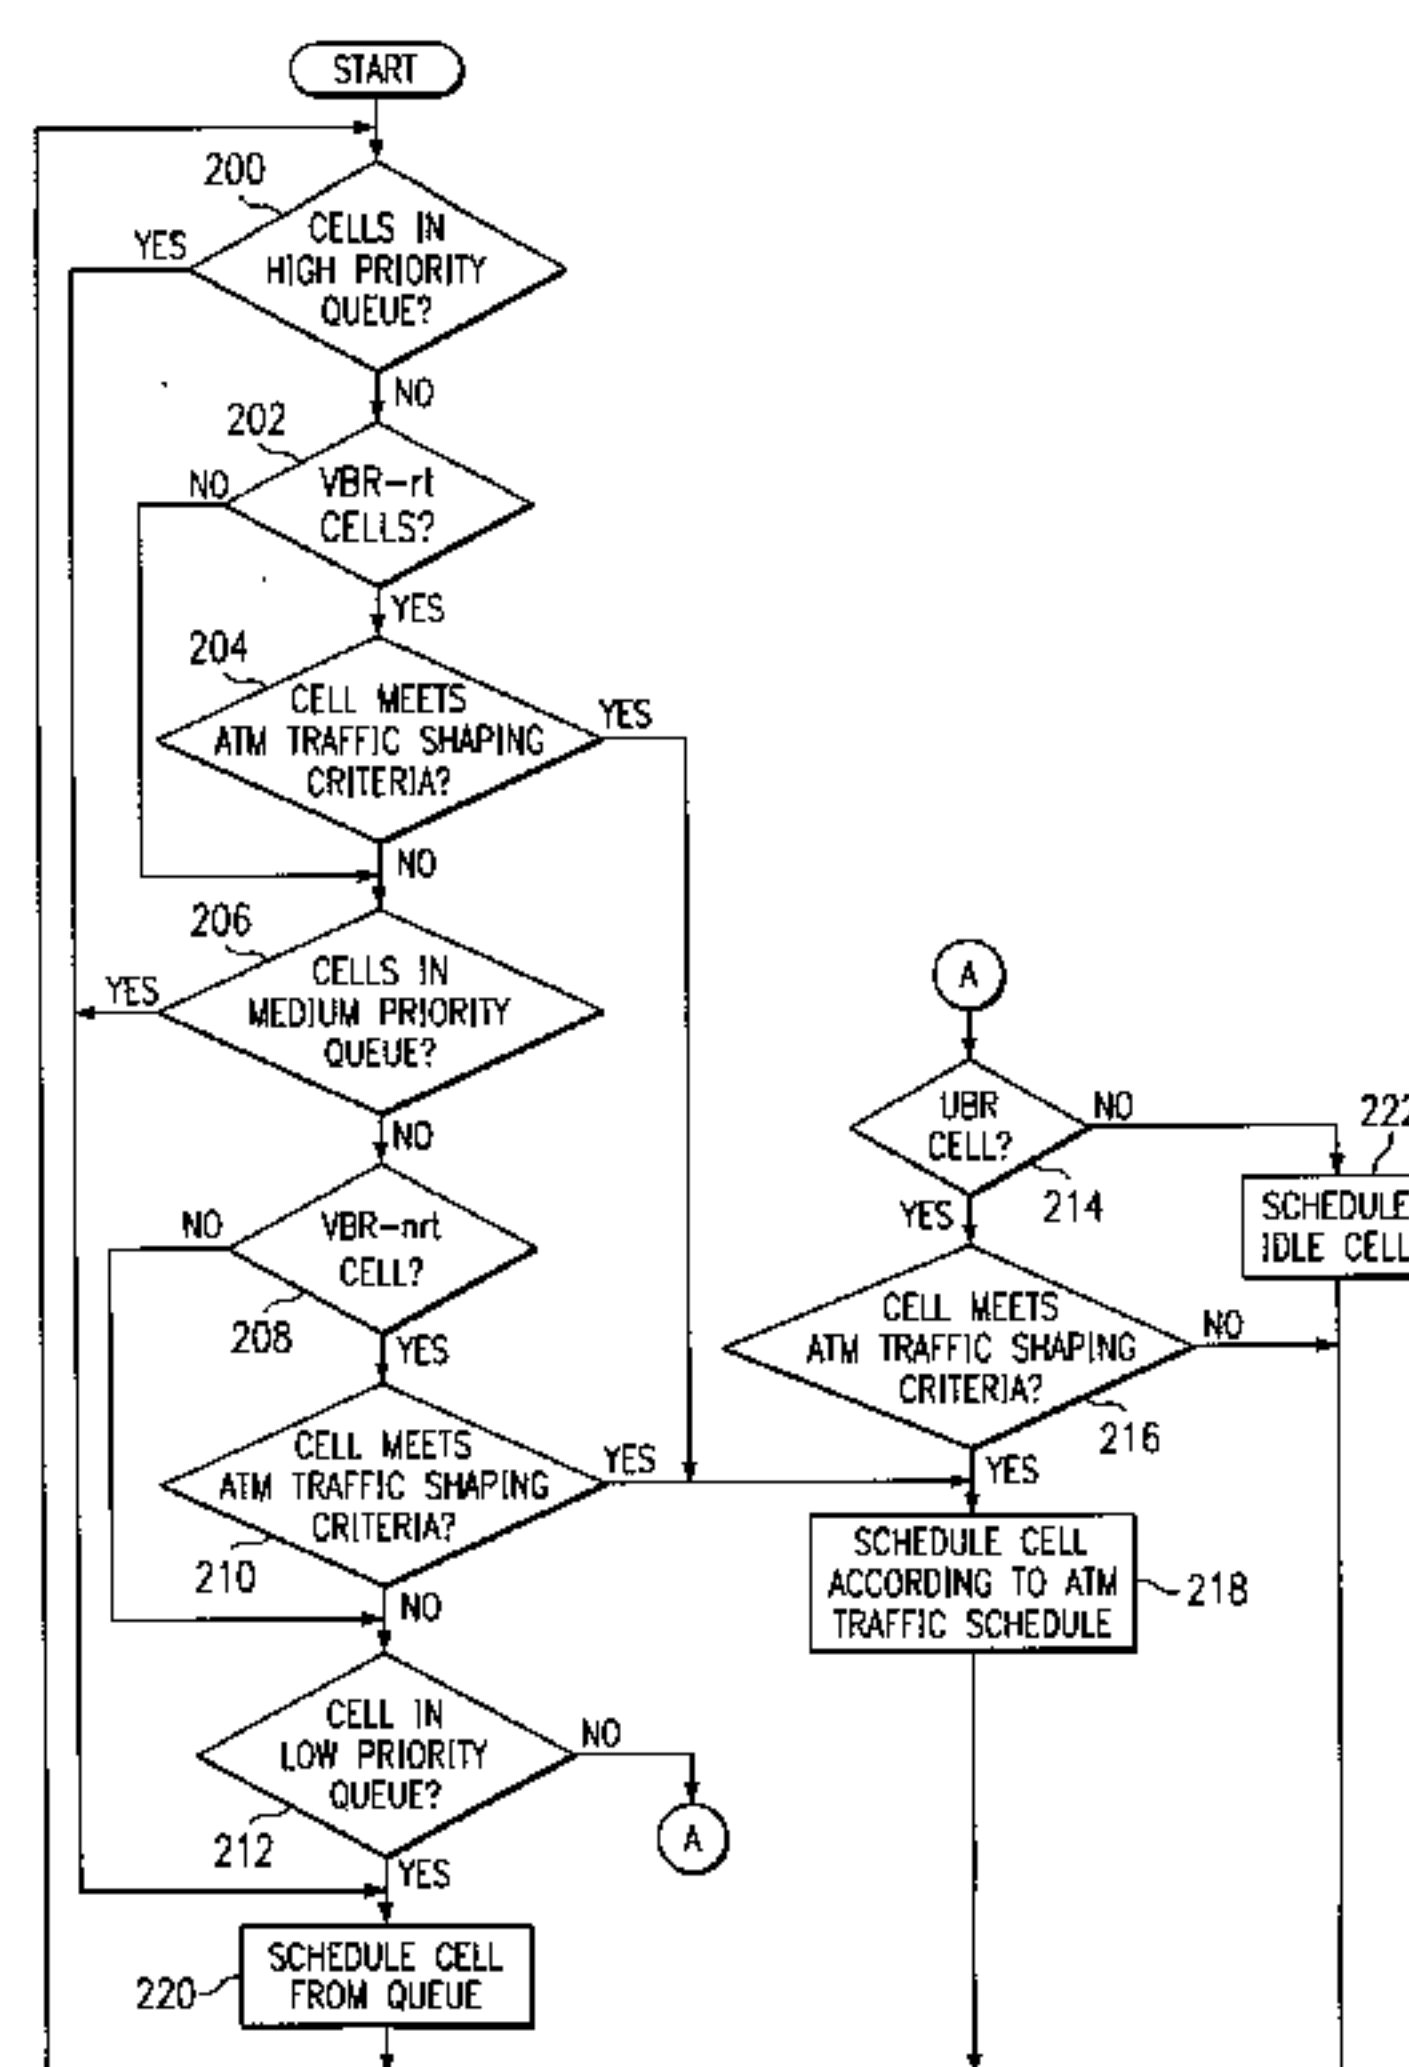 START
200
CELLS IN
HIGH PRIORITY
QUEUE?
YES
NO
202
VBR-rt
CELLS?
NO
YES
204
CELL MEETS
ATM TRAFFIC SHAPING
CRITERIA?
YES
NO
206
CELLS IN
MEDIUM PRIORITY
QUEUE?
YES
NO
VBR-nrt
CELL?
NO
208
YES
CELL MEETS
ATM TRAFFIC SHAPING
CRITERIA?
YES
210
NO
CELL IN
LOW PRIORITY
QUEUE?
NO
212
A
YES
SCHEDULE CELL
FROM QUEUE
220
A
UBR
CELL?
NO
214
YES
222
SCHEDULE
IDLE CELL
CELL MEETS
ATM TRAFFIC SHAPING
CRITERIA?
NO
216
YES
SCHEDULE CELL
ACCORDING TO ATM
TRAFFIC SCHEDULE
218